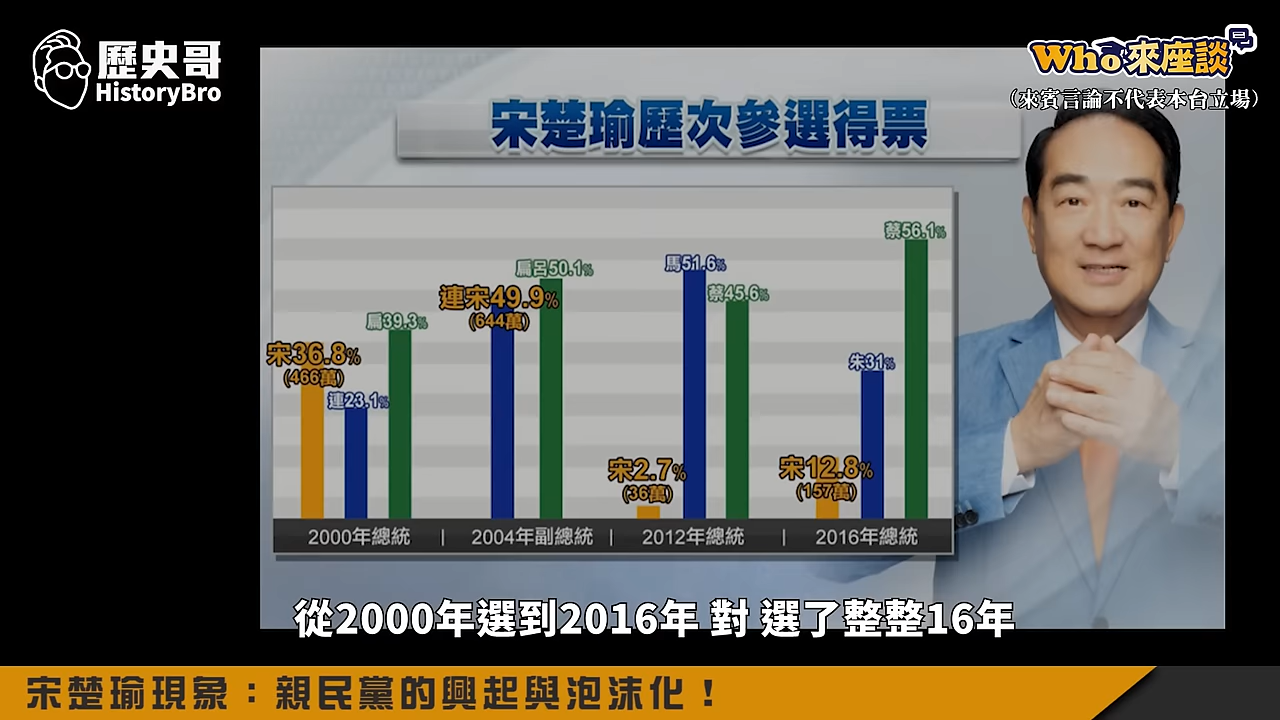 歷史哥
HistoryBro
Who來座談
(來賓言論不代表本台立場)
宋楚瑜歷次參選得票
宋36.8%
(466萬)
連23.1%
扁39.3%
連宋49.9%
(644萬)
扁呂50.1%
宋2.7%
(36萬)
馬51.6%
蔡45.6%
宋12.8%
(157萬)
朱31%
蔡56.1%
2000年總統 | 2004年副總統 | 2012年總統 | 2016年總統
從2000年選到2016年 對 選了整整16年
宋楚瑜現象：親民黨的興起與泡沫化！